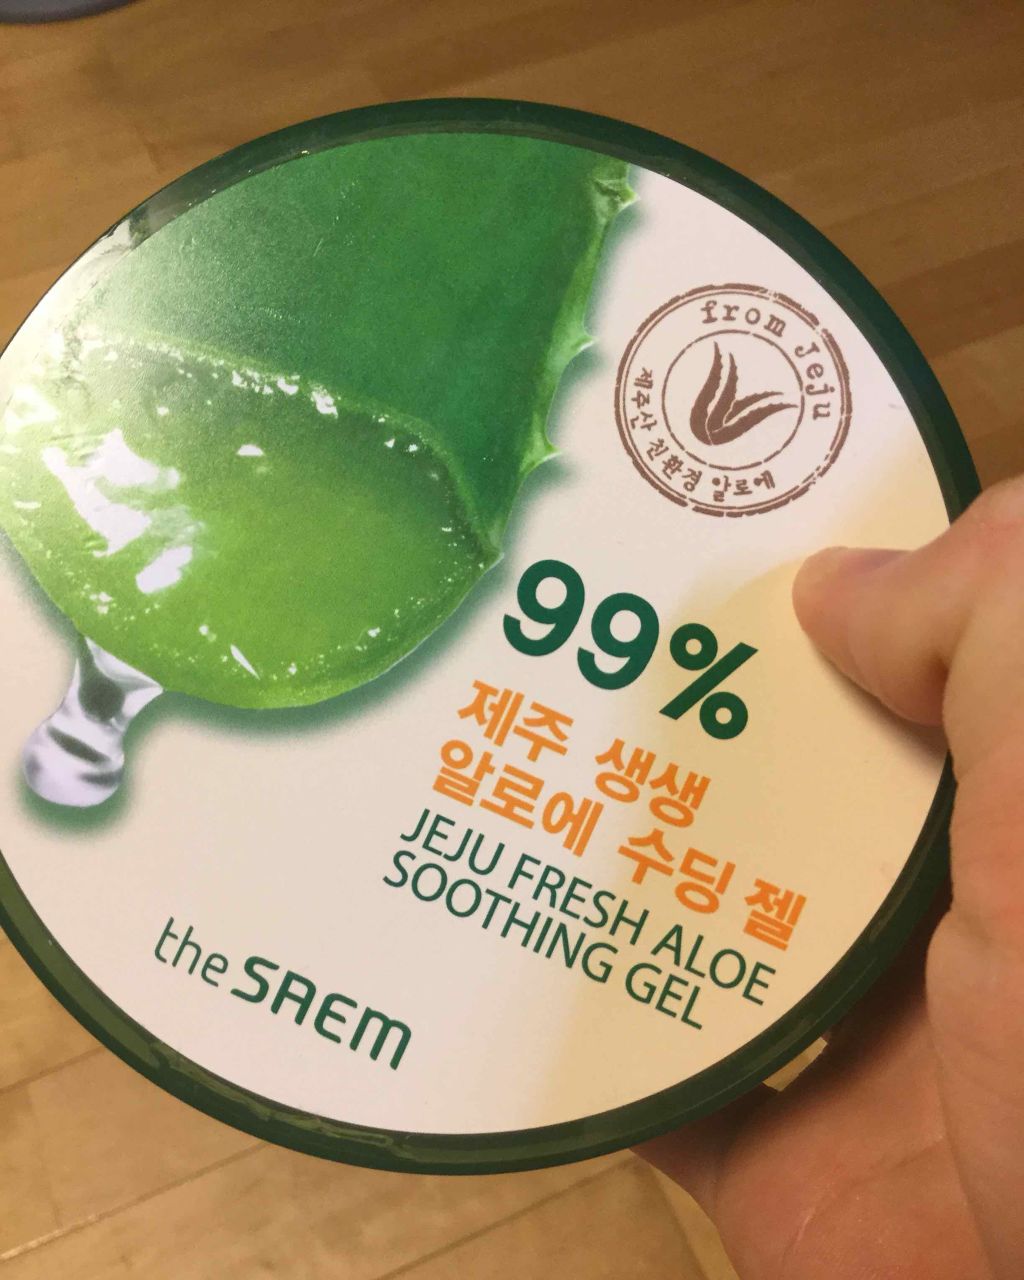 from Jeju
제주산 친환경 알로에
99%
제주 생생
알로에 수딩 젤
JEJU FRESH ALOE
SOOTHING GEL
the SAEM